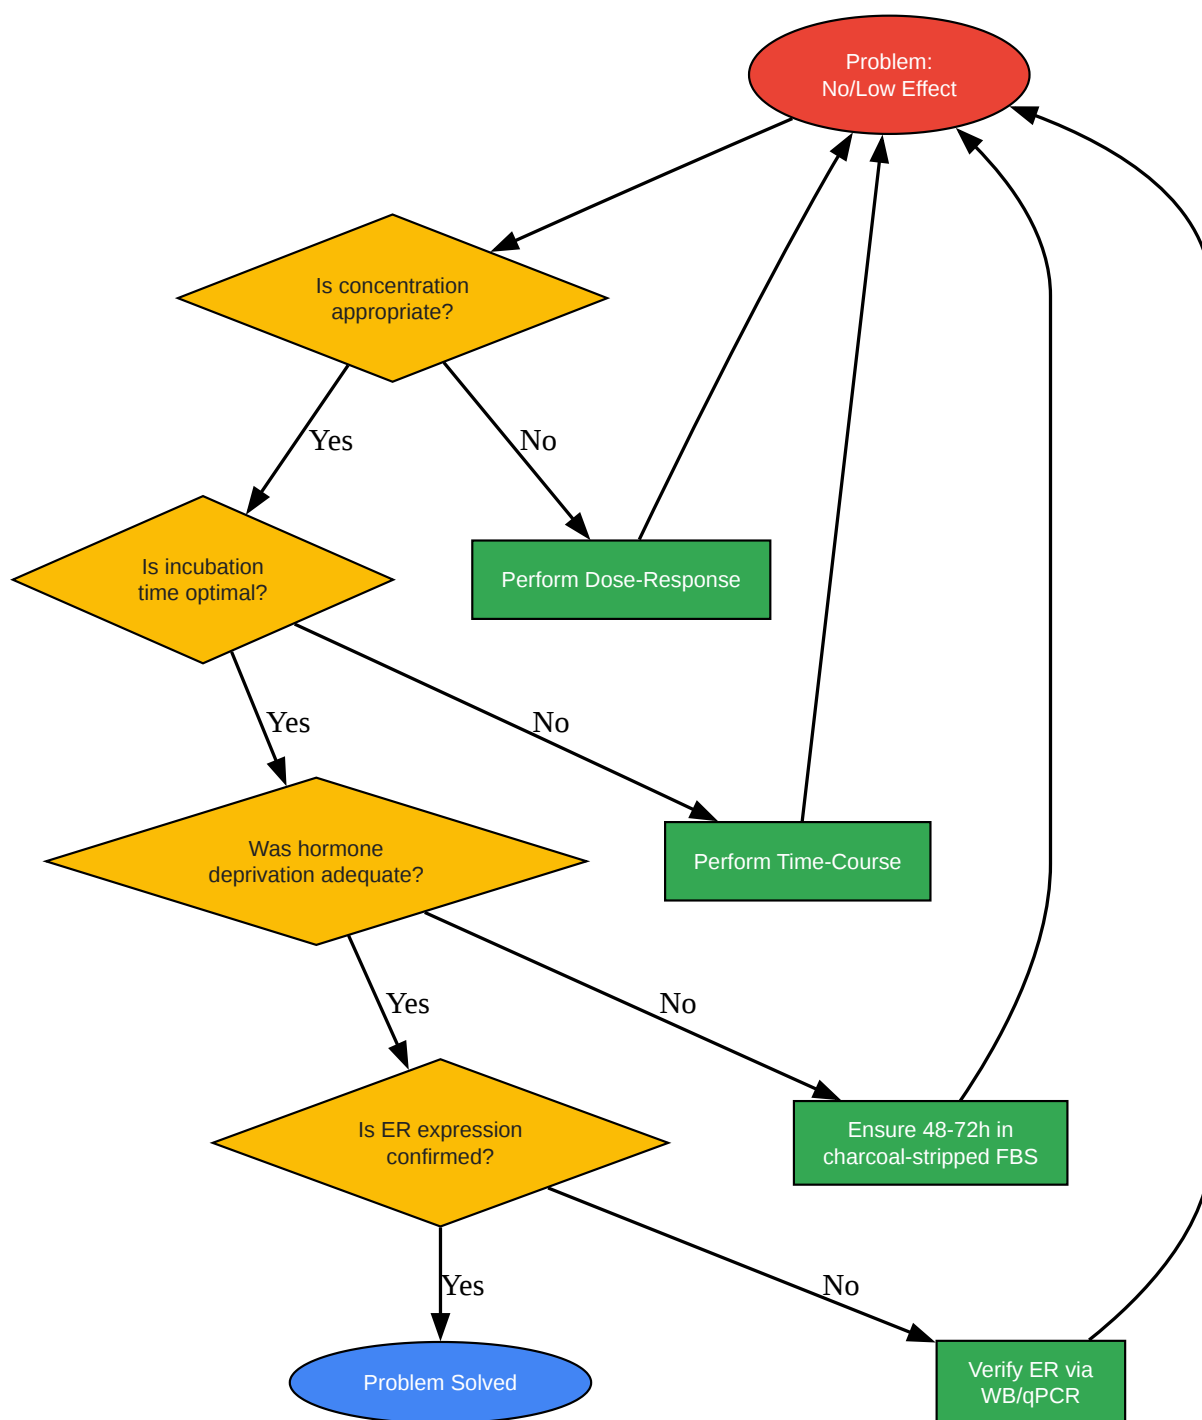 Problem:
No/Low Effect
Is concentration
appropriate?
Yes
No
Is incubation
time optimal?
Perform Dose-Response
Yes
No
Was hormone
deprivation adequate?
Perform Time-Course
Yes
No
Is ER expression
confirmed?
Ensure 48-72h in
charcoal-stripped FBS
Yes
No
Problem Solved
Verify ER via
WB/qPCR